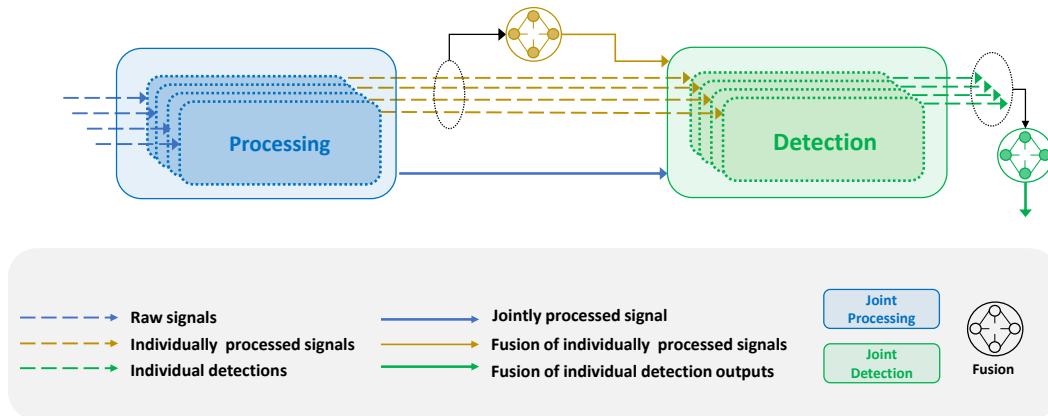 Processing
Detection
Raw signals
Individually processed signals
Individual detections
Jointly processed signal
Fusion of individually processed signals
Fusion of individual detection outputs
Joint
Processing
Joint
Detection
Fusion